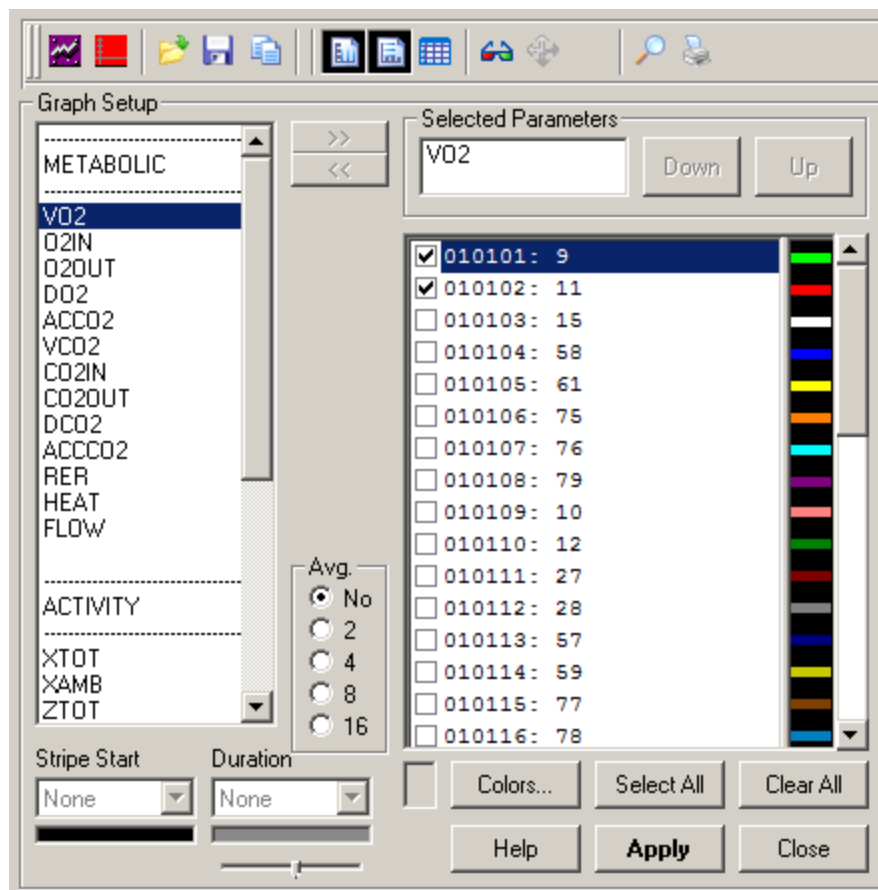 Graph Setup
METABOLIC
VO2
O2IN
O2OUT
DO2
ACCO2
VCO2
CO2IN
CO2OUT
DCO2
ACCCO2
RER
HEAT
FLOW
ACTIVITY
XTOT
XAMB
ZTOT
>>
<<
Avg.
No
2
4
8
16
Stripe Start
None
Duration
None
Selected Parameters
VO2
Down
Up
010101: 9
010102: 11
010103: 15
010104: 58
010105: 61
010106: 75
010107: 76
010108: 79
010109: 10
010110: 12
010111: 27
010112: 28
010113: 57
010114: 59
010115: 77
010116: 78
Colors...
Select All
Clear All
Help
Apply
Close